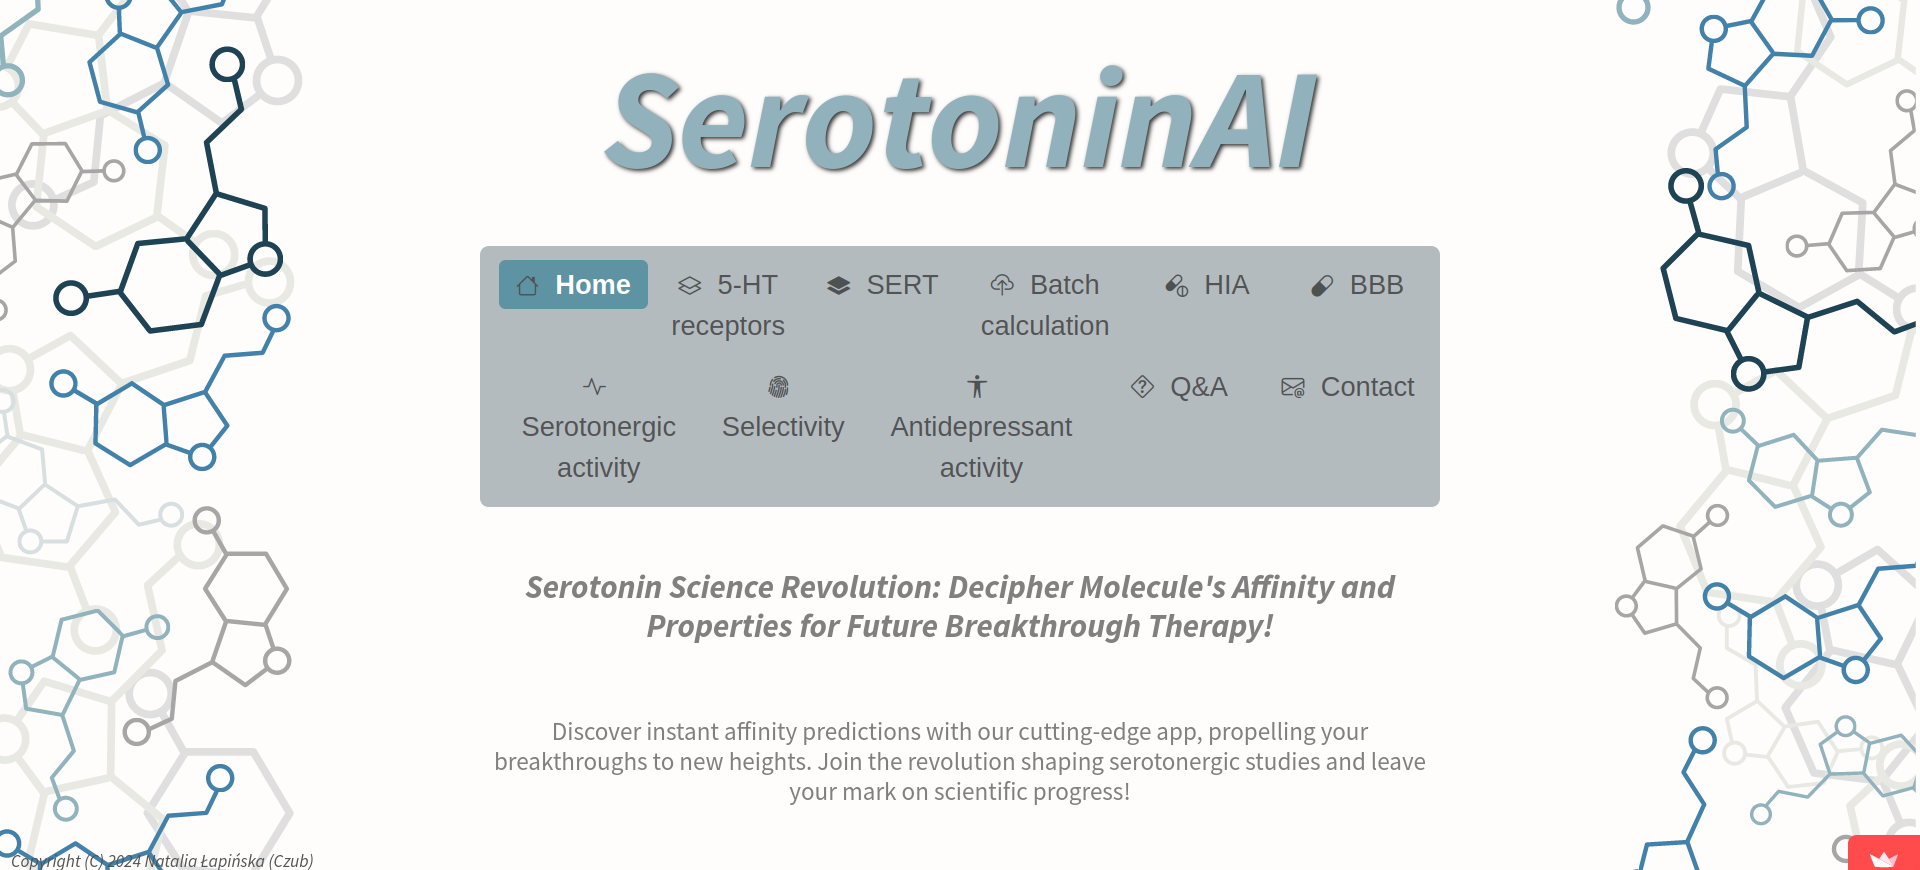 SerotoninAI
Home 5-HT SERT Batch HIA BBB
receptors calculation
Q&A Contact
Serotonergic Selectivity Antidepressant
activity activity
Serotonin Science Revolution: Decipher Molecule's Affinity and
Properties for Future Breakthrough Therapy!
Discover instant affinity predictions with our cutting-edge app, propelling your
breakthroughs to new heights. Join the revolution shaping serotonergic studies and leave
your mark on scientific progress!
Copyright (C) 2024 Natalia Łapińska (Czub)